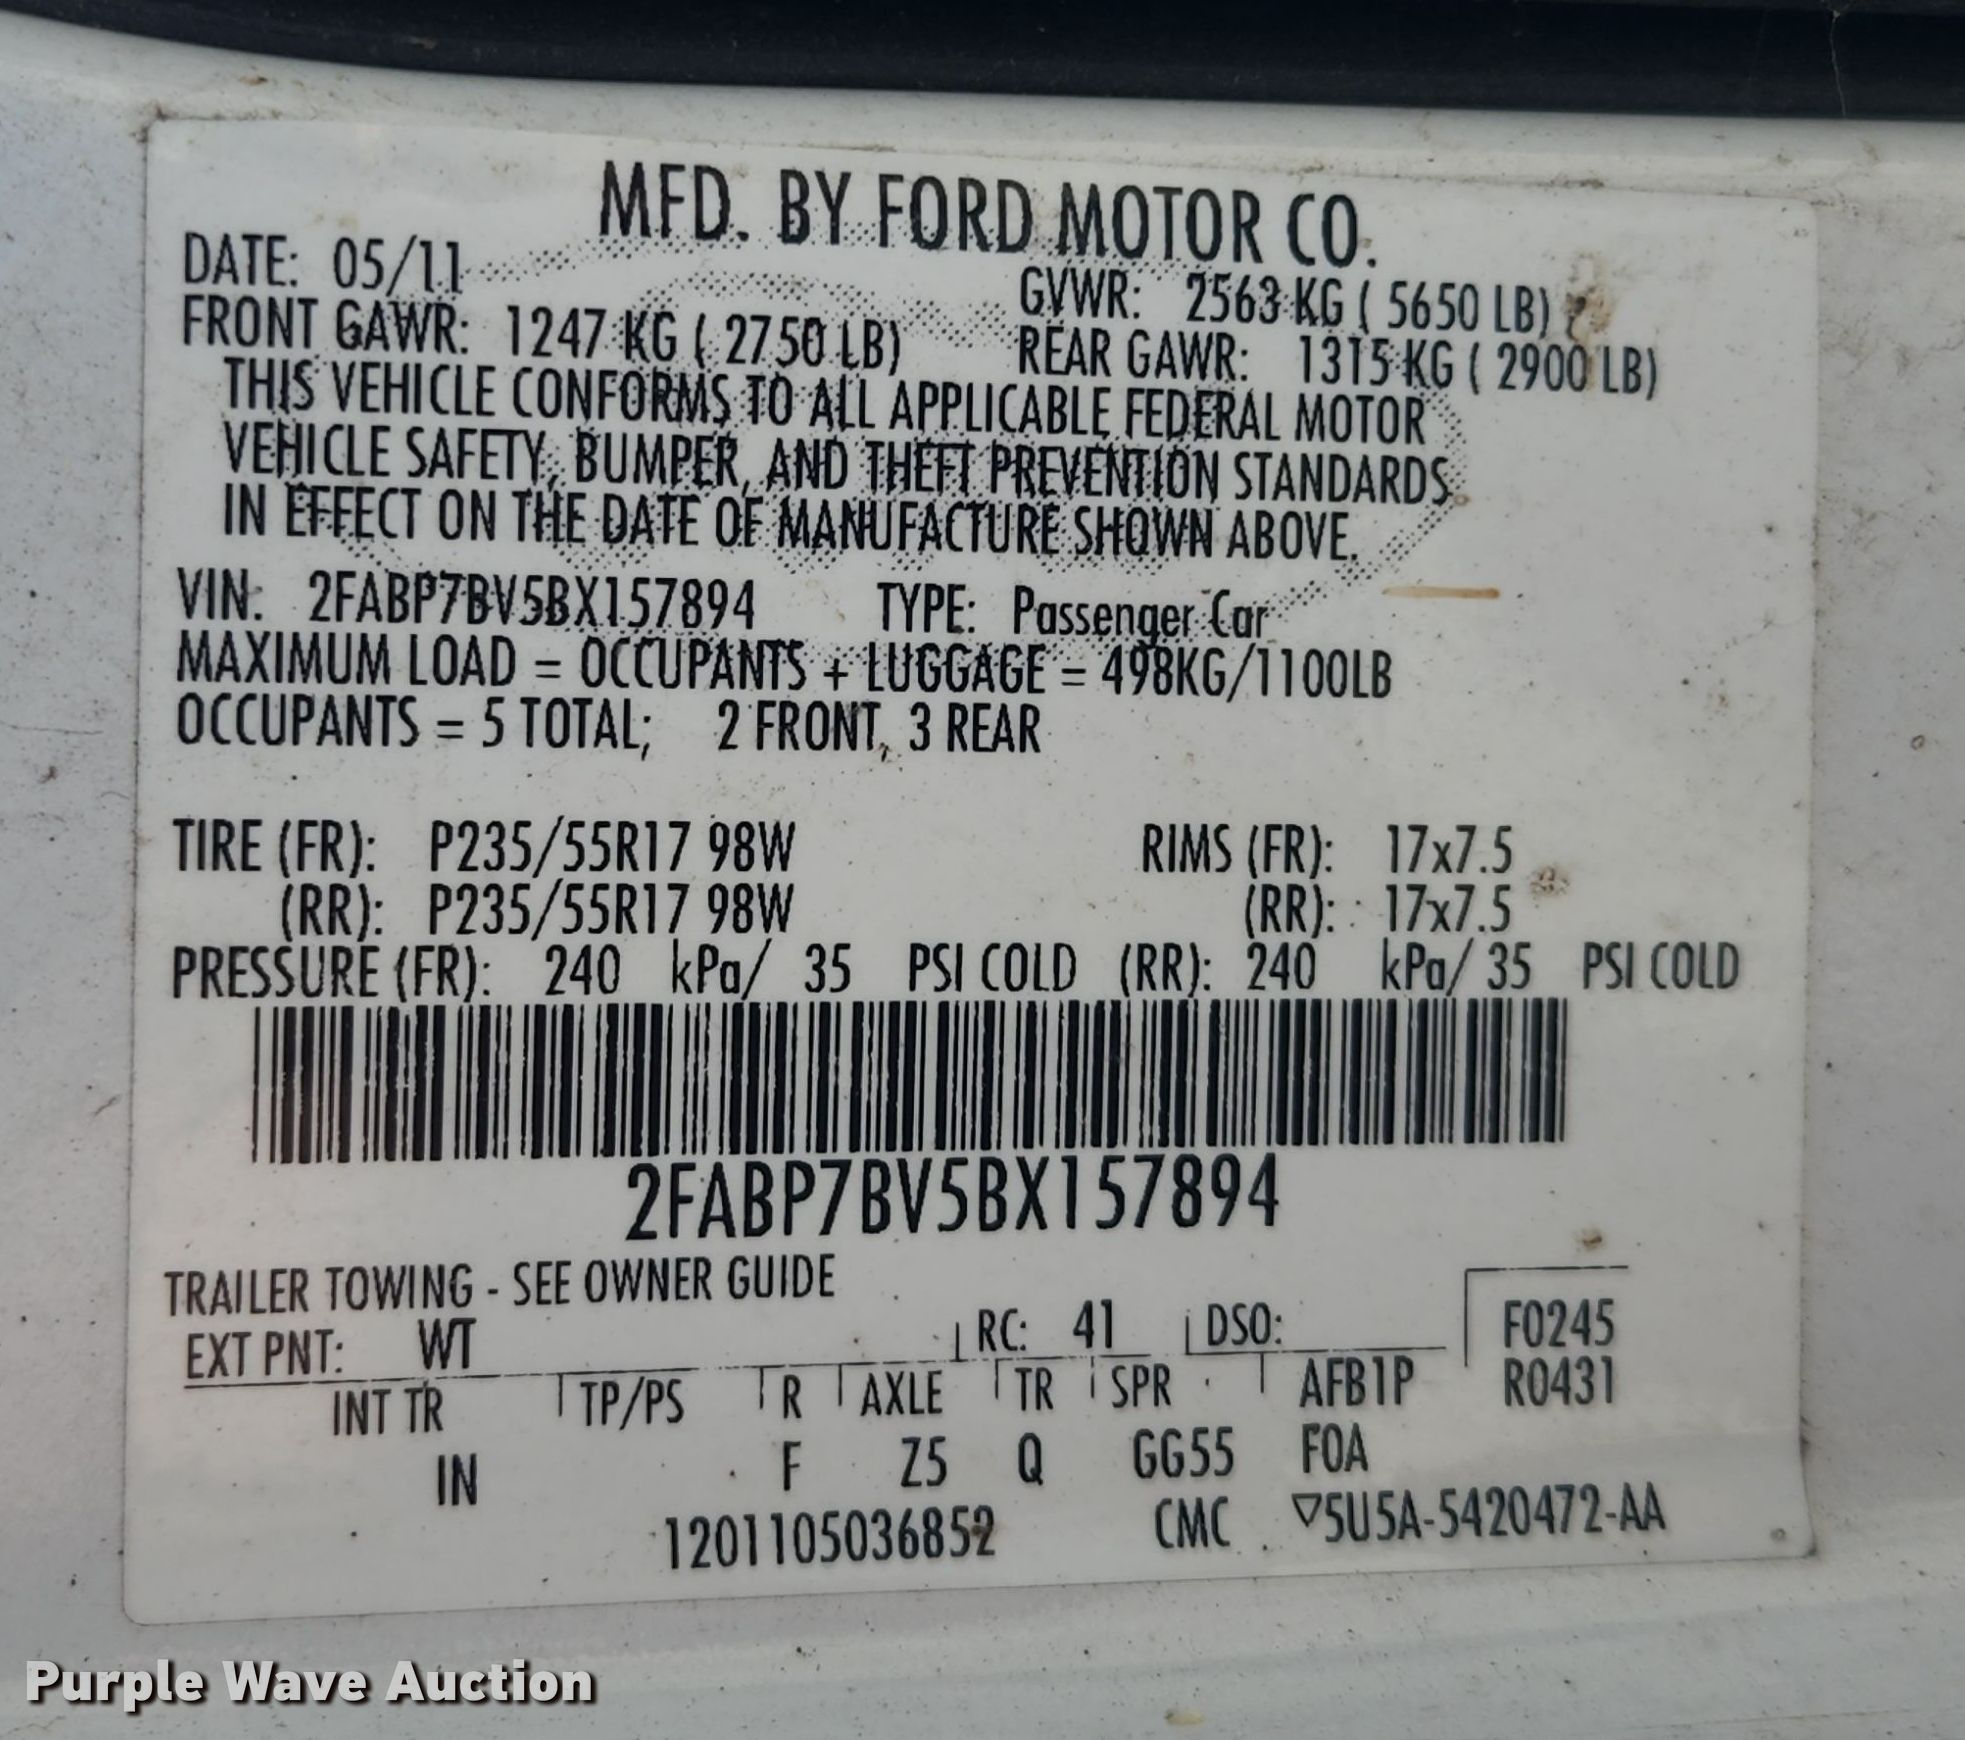 MFD. BY FORD MOTOR CO.
DATE: 05/11 GVWR: 2563 KG ( 5650 LB)
FRONT GAWR: 1247 KG ( 2750 LB) REAR GAWR: 1315 KG ( 2900 LB)
THIS VEHICLE CONFORMS TO ALL APPLICABLE FEDERAL MOTOR
VEHICLE SAFETY, BUMPER, AND THEFT PREVENTION STANDARDS
IN EFFECT ON THE DATE OF MANUFACTURE SHOWN ABOVE.
VIN: 2FABP7BV5BX157894 TYPE: Passenger Car
MAXIMUM LOAD = OCCUPANTS + LUGGAGE = 498KG/1100LB
OCCUPANTS = 5 TOTAL; 2 FRONT, 3 REAR
TIRE (FR): P235/55R17 98W RIMS (FR): 17x7.5
(RR): P235/55R17 98W (RR): 17x7.5
PRESSURE (FR): 240 kPa/ 35 PSI COLD (RR): 240 kPa/ 35 PSI COLD
2FABP7BV5BX157894
TRAILER TOWING - SEE OWNER GUIDE
EXT PNT: WT RC: 41 DSO: F0245
INT TR TP/PS R AXLE TR SPR AFB1P R0431
IN F Z5 Q GG55 FOA
1201105036852 CMC ▽5U5A-5420472-AA
Purple Wave Auction